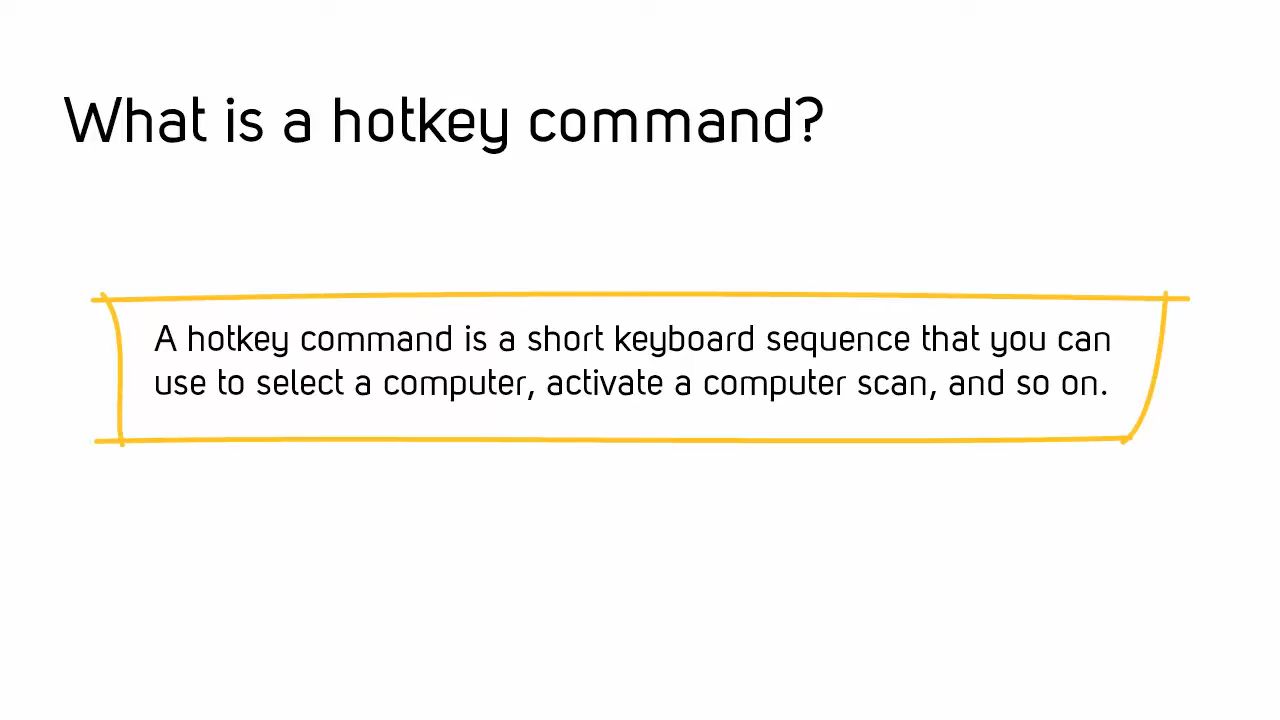 What is a hotkey command?
A hotkey command is a short keyboard sequence that you can
use to select a computer, activate a computer scan, and so on.